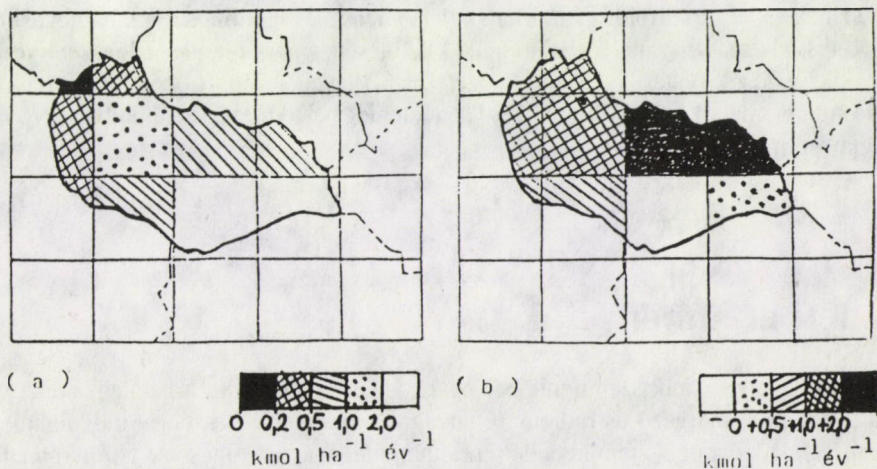 ( a )
0 0,2 0,5 1,0 2,0
kmol ha⁻¹ év⁻¹
(b)
0 +0,5 +1,0 +2,0
kmol ha⁻¹ év⁻¹